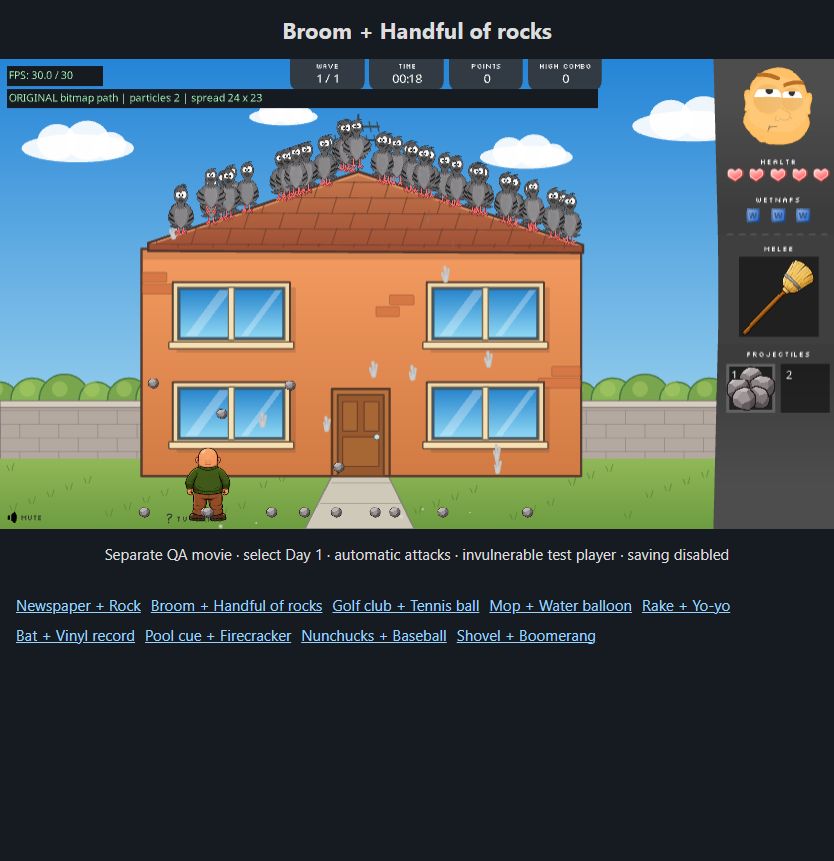 Broom + Handful of rocks
FPS: 30.0 / 30
WAVE
1 / 1
TIME
00:18
POINTS
0
HIGH COMBO
0
ORIGINAL bitmap path | particles 2 | spread 24 x 23
HEALTH
WETNAPS
W W W
MELEE
PROJECTILES
1
2
MUTE
?
Separate QA movie · select Day 1 · automatic attacks · invulnerable test player · saving disabled
Newspaper + Rock Broom + Handful of rocks Golf club + Tennis ball Mop + Water balloon Rake + Yo-yo
Bat + Vinyl record Pool cue + Firecracker Nunchucks + Baseball Shovel + Boomerang